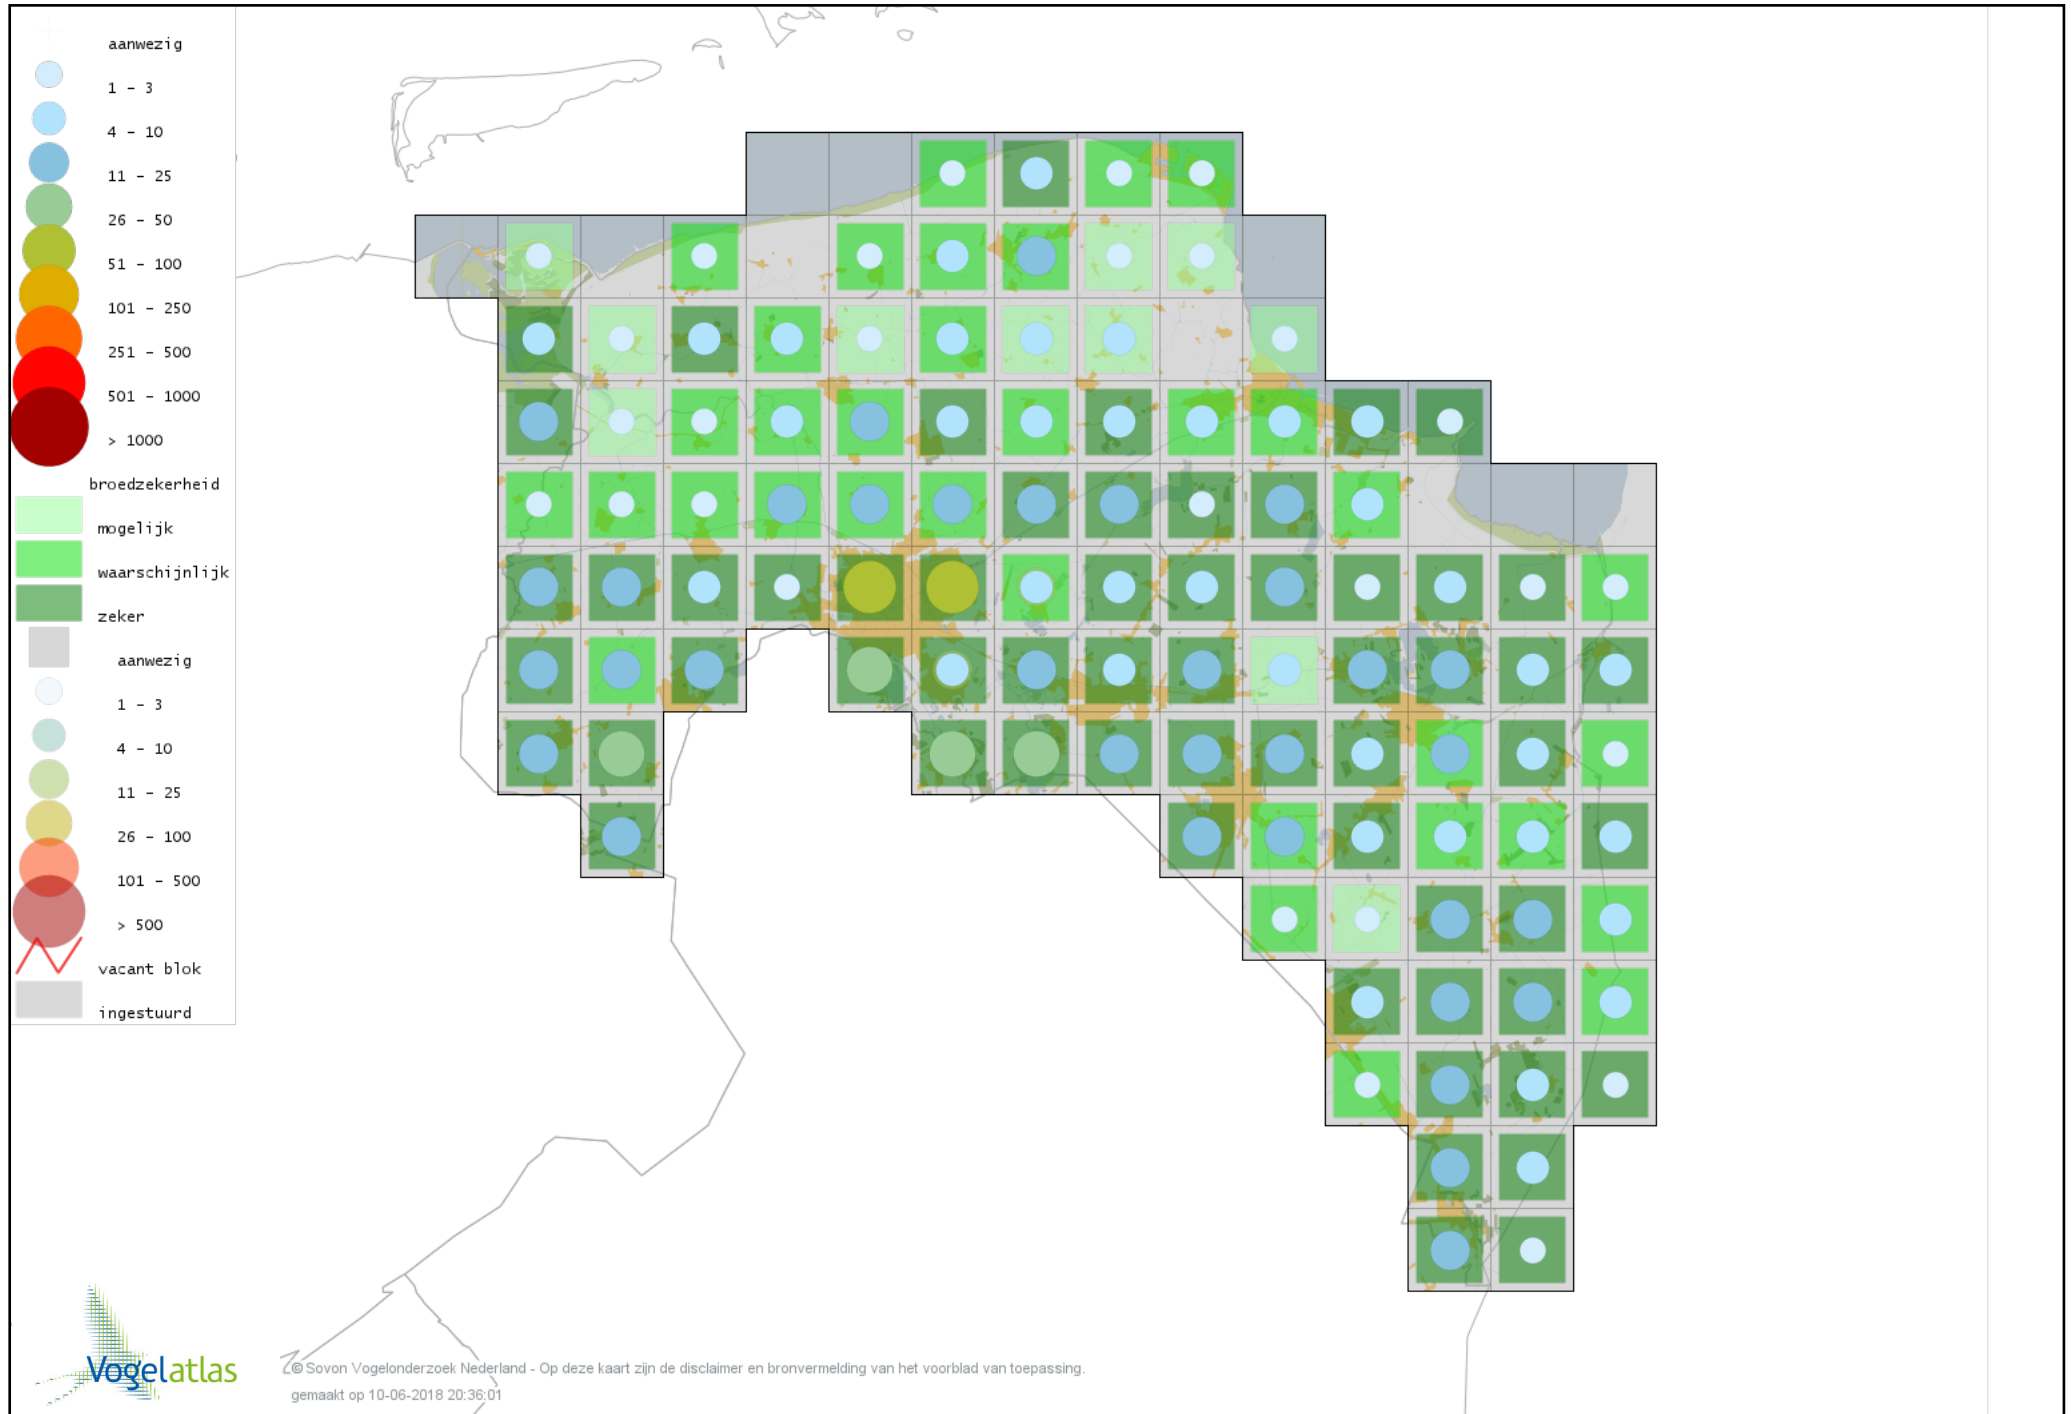 aanwezig
1 - 3
4 - 10
11 - 25
26 - 50
51 - 100
101 - 250
251 - 500
501 - 1000
> 1000
broedzekerheid
mogelijk
waarschijnlijk
zeker
aanwezig
1 - 3
4 - 10
11 - 25
26 - 100
101 - 500
> 500
vacant blok
ingestuurd
Vogelatlas
© Sovon Vogelonderzoek Nederland - Op deze kaart zijn de disclaimer en bronvermelding van het voorblad van toepassing.
gemaakt op 10-06-2018 20:36:01